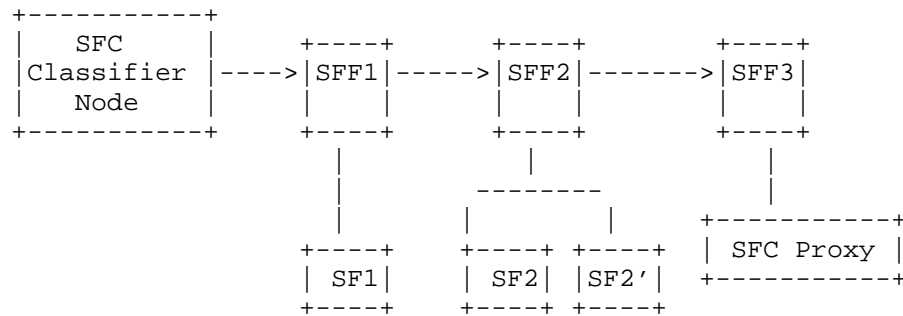 SFC
Classifier SFF1 SFF2 SFF3
Node
SFC Proxy
SF1 SF2 SF2'